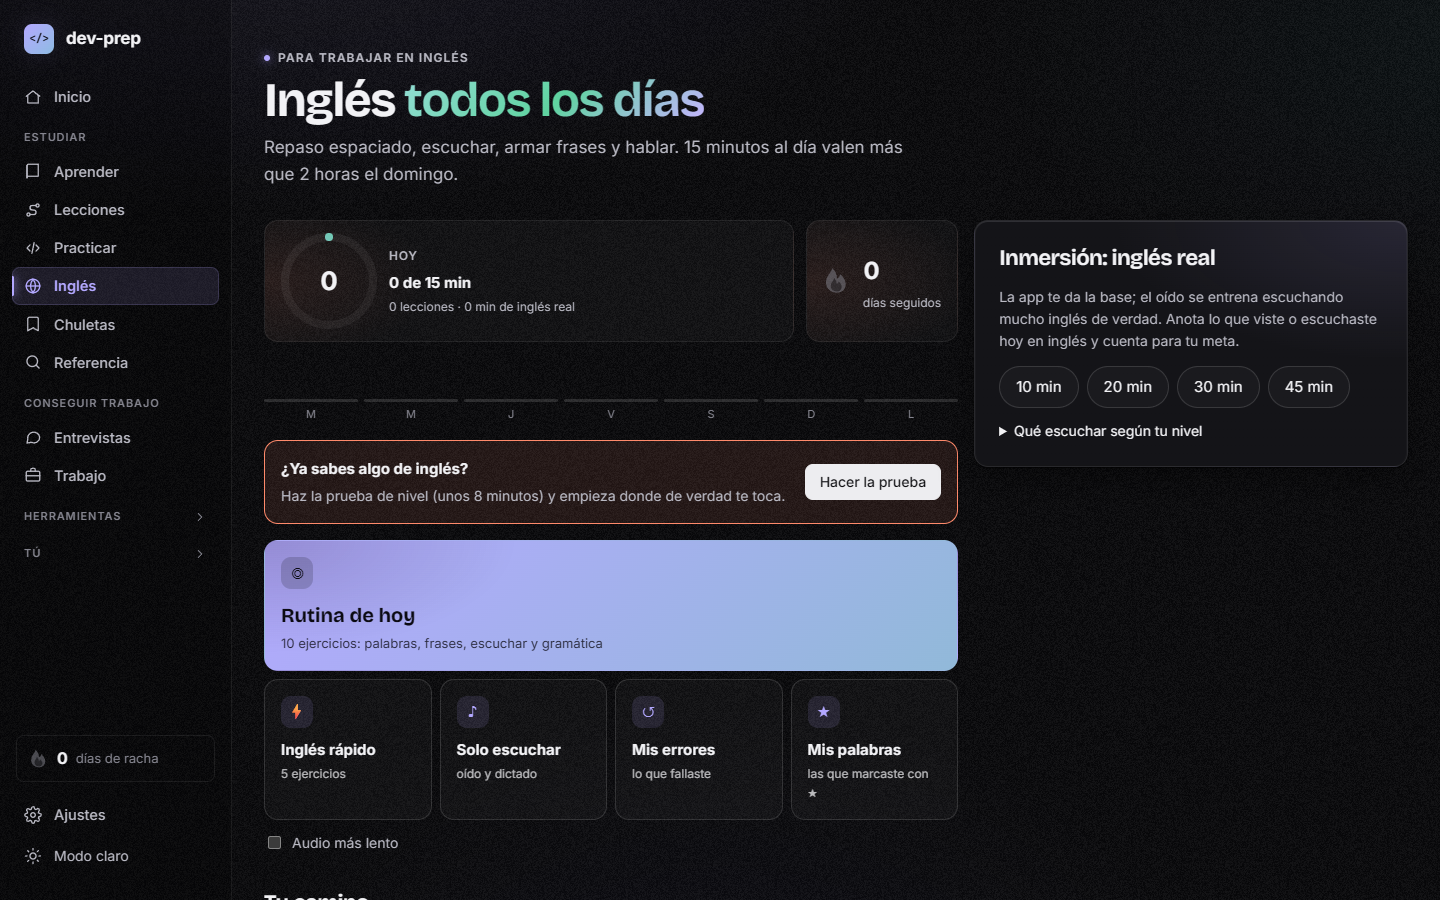 </> dev-prep
Inicio
ESTUDIAR
Aprender
Lecciones
Practicar
Inglés
Chuletas
Referencia
CONSEGUIR TRABAJO
Entrevistas
Trabajo
HERRAMIENTAS
TÚ
0 días de racha
Ajustes
Modo claro
PARA TRABAJAR EN INGLÉS
Inglés todos los días
Repaso espaciado, escuchar, armar frases y hablar. 15 minutos al día valen más
que 2 horas el domingo.
0
HOY
0 de 15 min
0 lecciones · 0 min de inglés real
0
días seguidos
M M J V S D L
¿Ya sabes algo de inglés?
Haz la prueba de nivel (unos 8 minutos) y empieza donde de verdad te toca.
Hacer la prueba
Rutina de hoy
10 ejercicios: palabras, frases, escuchar y gramática
Inglés rápido
5 ejercicios
Solo escuchar
oído y dictado
Mis errores
lo que fallaste
Mis palabras
las que marcaste con
★
Audio más lento
Tu camino
Inmersión: inglés real
La app te da la base; el oído se entrena escuchando
mucho inglés de verdad. Anota lo que viste o escuchaste
hoy en inglés y cuenta para tu meta.
10 min 20 min 30 min 45 min
Qué escuchar según tu nivel